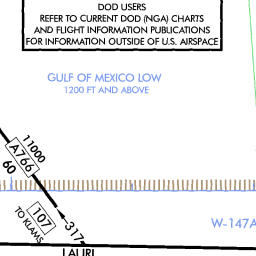 DOD USERS
REFER TO CURRENT DOD (NGA) CHARTS
AND FLIGHT INFORMATION PUBLICATIONS
FOR INFORMATION OUTSIDE OF U.S. AIRSPACE
GULF OF MEXICO LOW
1200 FT AND ABOVE
11000
A766
60
107
TO KLAMS
317
W-147A
LAURI